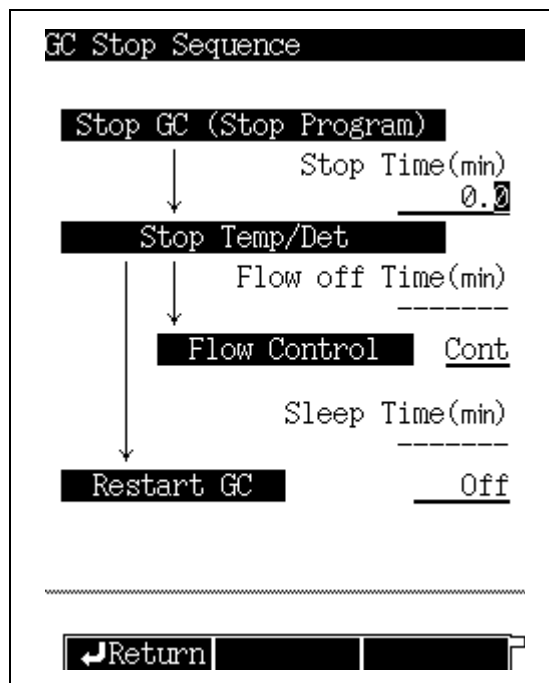 GC Stop Sequence
Stop GC (Stop Program)
Stop Time(min)
0.0
Stop Temp/Det
Flow off Time(min)
-------
Flow Control Cont
Sleep Time(min)
-------
Restart GC Off
↵Return